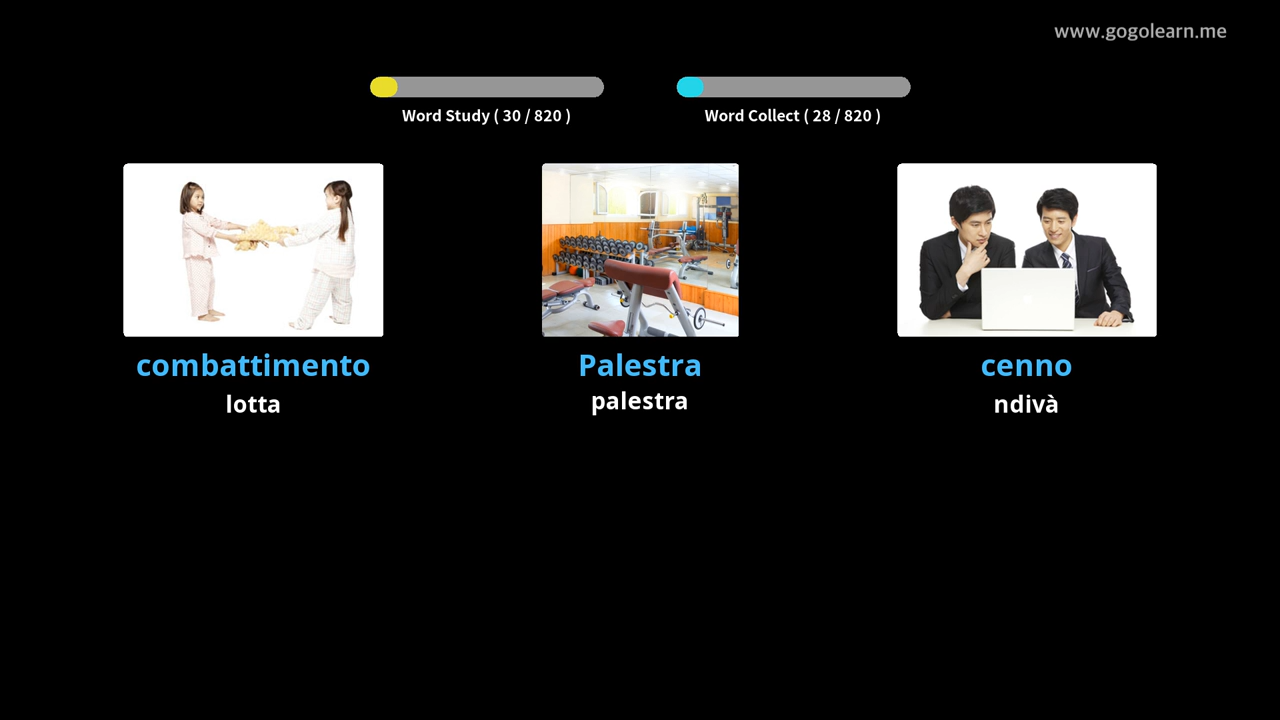 www.gogolearn.me
Word Study ( 30 / 820 )
Word Collect ( 28 / 820 )
combattimento
lotta
Palestra
palestra
cenno
ndivà